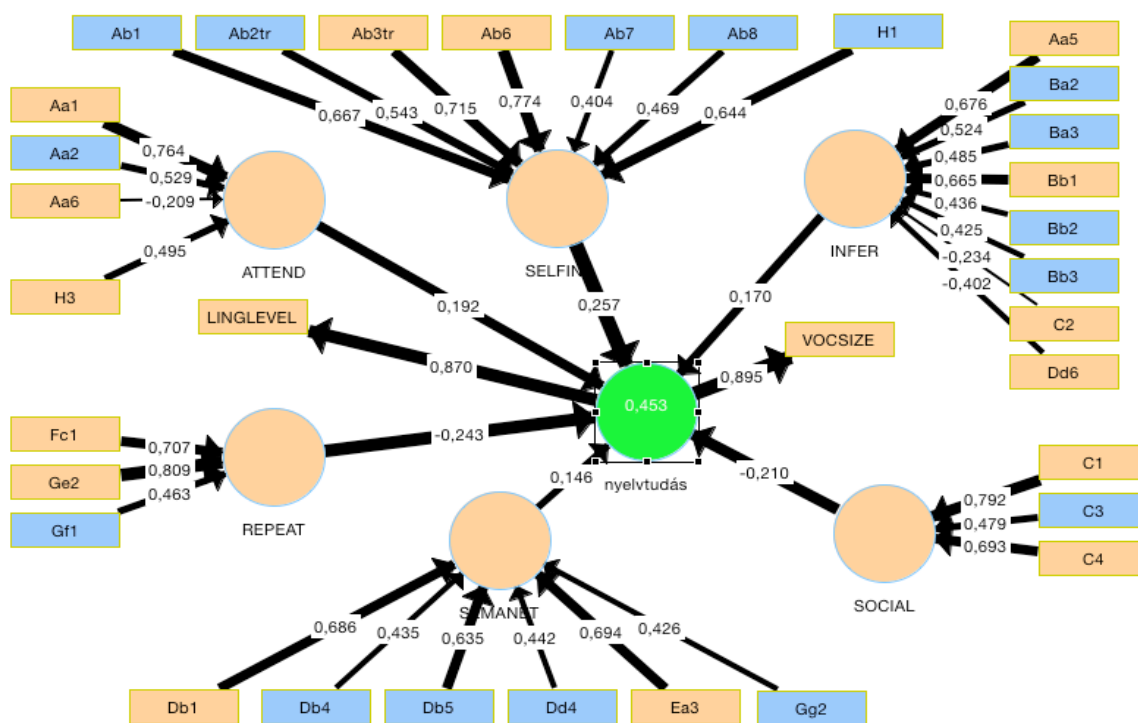 Ab1
Ab2tr
Ab3tr
Ab6
Ab7
Ab8
H1
0,667
0,543
0,715
0,774
0,404
0,469
0,644
Aa1
Aa2
Aa6
H3
0,764
0,529
-0,209
0,495
ATTEND
SELFIN
INFER
Aa5
Ba2
Ba3
Bb1
Bb2
Bb3
C2
Dd6
0,676
0,524
0,485
0,665
0,436
0,425
-0,234
-0,402
0,192
0,257
0,170
LINGLEVEL
0,870
VOCSIZE
0,895
0,453
nyelvtudás
Fc1
Ge2
Gf1
0,707
0,809
0,463
REPEAT
-0,243
0,146
-0,210
C1
C3
C4
0,792
0,479
0,693
SOCIAL
SEMANET
0,686
0,435
0,635
0,442
0,694
0,426
Db1
Db4
Db5
Dd4
Ea3
Gg2